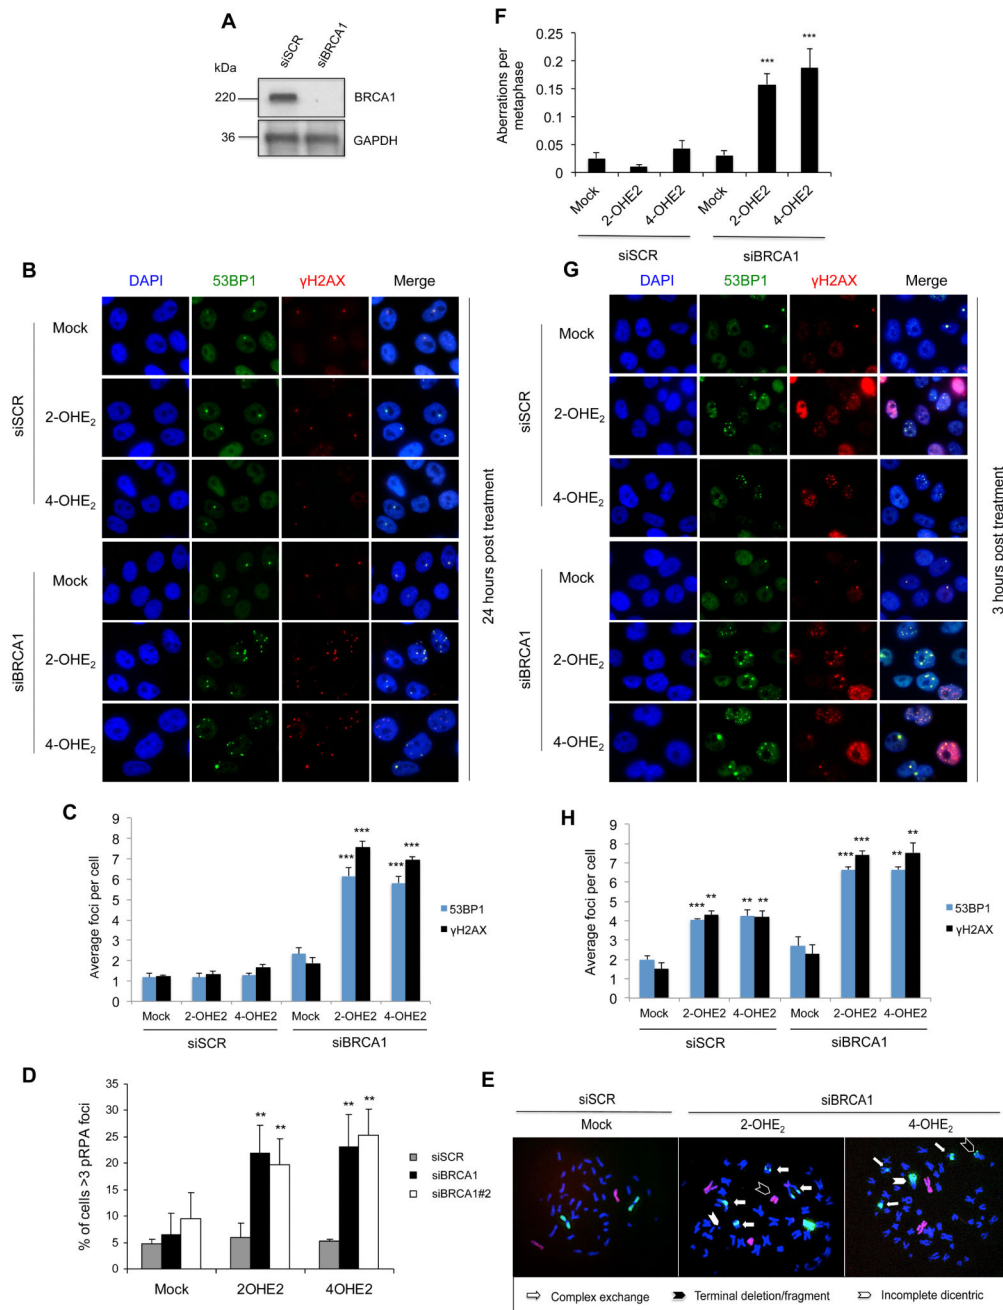 A
siSCR
siBRCA1
kDa
220
BRCA1
36
GAPDH
F
Aberrations per
metaphase
0.25
0.2
0.15
0.1
0.05
0
***
***
Mock
2-OHE2
4-OHE2
Mock
2-OHE2
4-OHE2
siSCR
siBRCA1
B
DAPI
53BP1
γH2AX
Merge
siSCR
Mock
2-OHE₂
4-OHE₂
siBRCA1
Mock
2-OHE₂
4-OHE₂
24 hours post treatment
G
DAPI
53BP1
γH2AX
Merge
siSCR
Mock
2-OHE₂
4-OHE₂
siBRCA1
Mock
2-OHE₂
4-OHE₂
3 hours post treatment
C
Average foci per cell
9
8
7
6
5
4
3
2
1
0
***
***
***
***
53BP1
γH2AX
Mock
2-OHE2
4-OHE2
Mock
2-OHE2
4-OHE2
siSCR
siBRCA1
H
Average foci per cell
9
8
7
6
5
4
3
2
1
0
***
**
**
**
***
***
**
**
53BP1
γH2AX
Mock
2-OHE2
4-OHE2
Mock
2-OHE2
4-OHE2
siSCR
siBRCA1
D
% of cells >3 pRPA foci
35
30
25
20
15
10
5
0
**
**
**
**
siSCR
siBRCA1
siBRCA1#2
Mock
2OHE2
4OHE2
E
siSCR
siBRCA1
Mock
2-OHE₂
4-OHE₂
Complex exchange
Terminal deletion/fragment
Incomplete dicentric